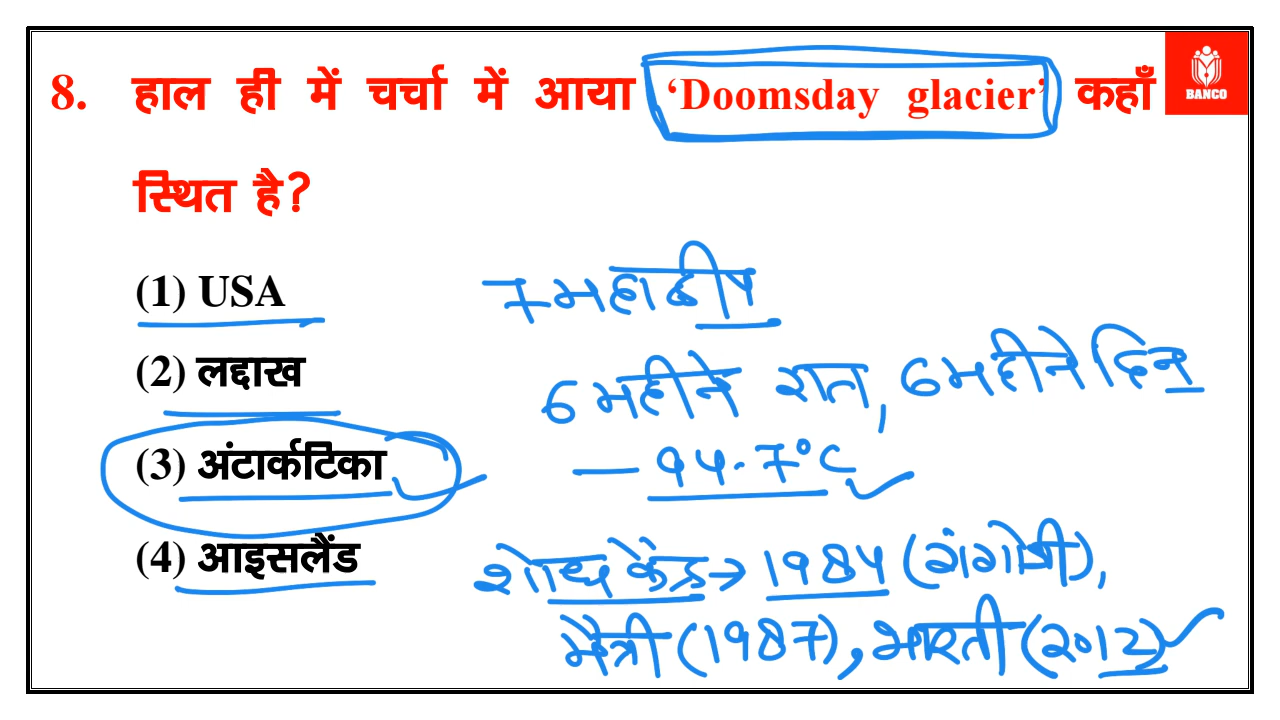 8. हाल ही में चर्चा में आया ‘Doomsday glacier’ कहाँ
BANCO
स्थित है?
(1) USA
7 महाद्वीप
(2) लद्दाख
6 महीने रात, 6 महीने दिन
(3) अंटार्कटिका
— 94.7°C
(4) आइसलैंड
शोध केंद्र → 1984 (गंगोत्री),
मैत्री (1987), भारती (2012)